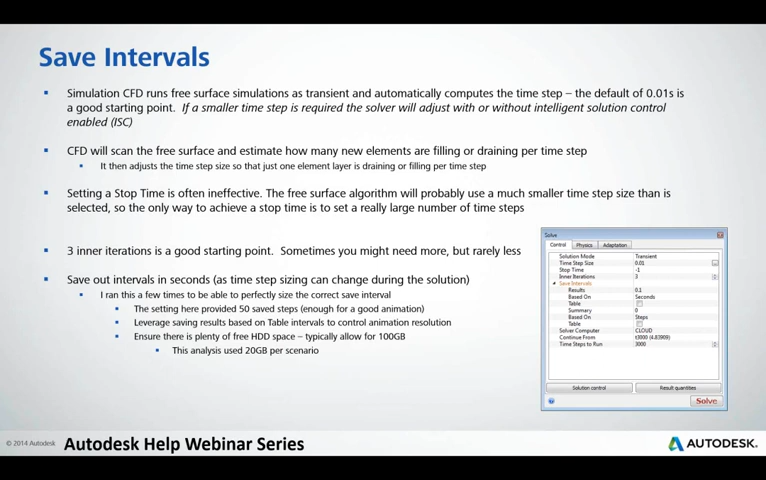 Save Intervals
Simulation CFD runs free surface simulations as transient and automatically computes the time step – the default of 0.01s is
a good starting point. If a smaller time step is required the solver will adjust with or without intelligent solution control
enabled (ISC)
CFD will scan the free surface and estimate how many new elements are filling or draining per time step
It then adjusts the time step size so that just one element layer is draining or filling per time step
Setting a Stop Time is often ineffective. The free surface algorithm will probably use a much smaller time step size than is
selected, so the only way to achieve a stop time is to set a really large number of time steps
3 inner iterations is a good starting point. Sometimes you might need more, but rarely less
Save out intervals in seconds (as time step sizing can change during the solution)
I ran this a few times to be able to perfectly size the correct save interval
The setting here provided 50 saved steps (enough for a good animation)
Leverage saving results based on Table intervals to control animation resolution
Ensure there is plenty of free HDD space – typically allow for 100GB
This analysis used 20GB per scenario
Solve
Control Physics Adaptation
Solution Mode Transient
Time Step Size 0.01
Stop Time -1
Inner Iterations 3
Save Intervals
Results 0.1
Based On Seconds
Table
Summary 0
Based On Steps
Table
Solver Computer CLOUD
Continue From t3000 (4.83909)
Time Steps to Run 3000
Solution control Result quantities
Solve
© 2014 Autodesk Autodesk Help Webinar Series AUTODESK.